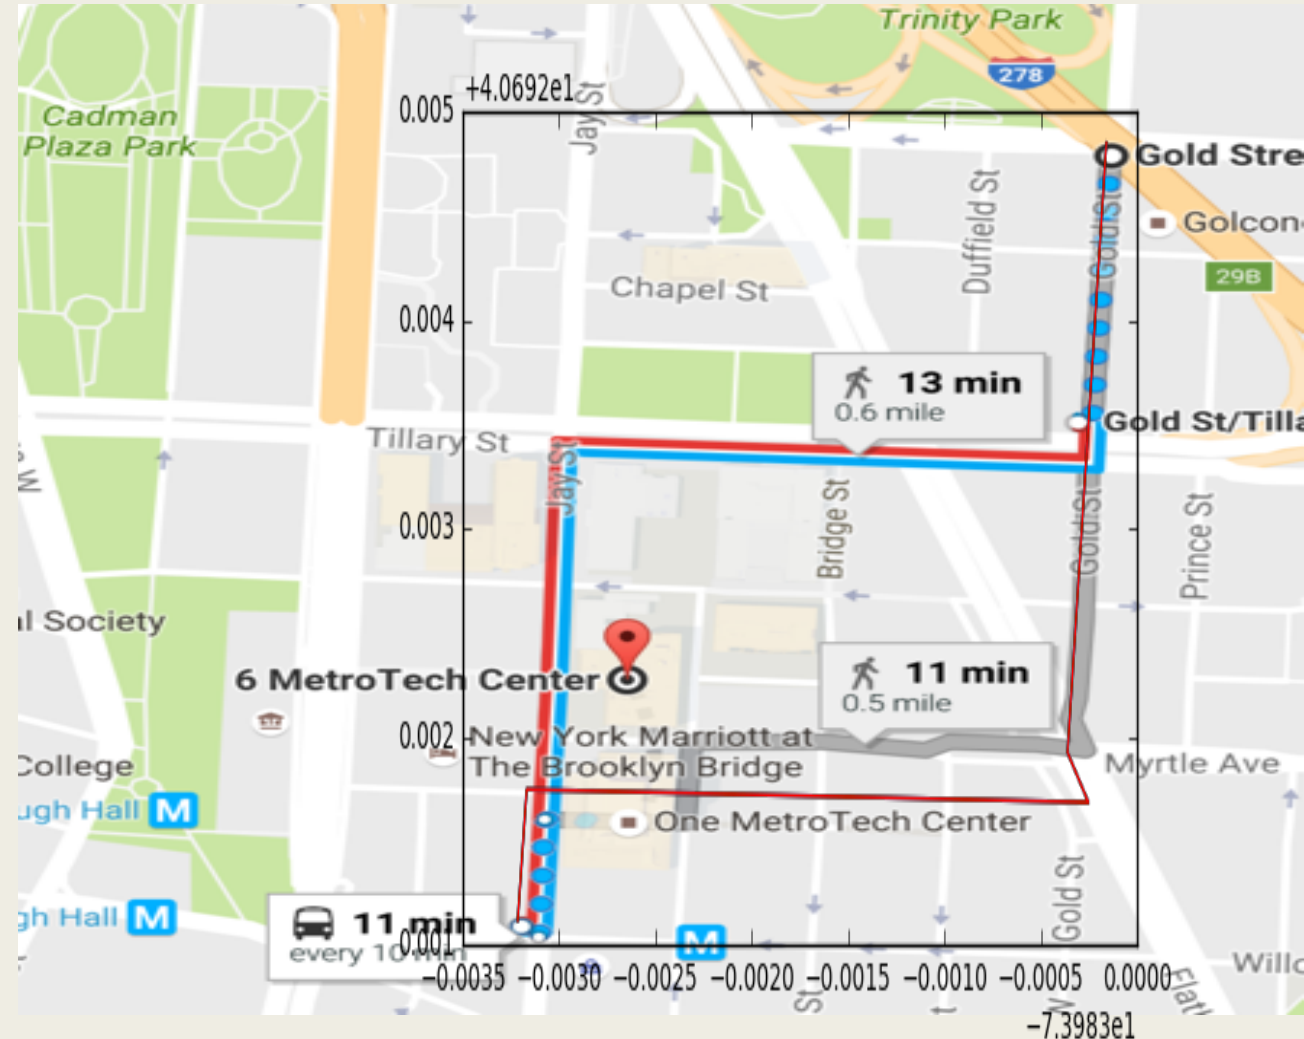 Trinity Park
278
+4.0692e1
0.005
Jay St
Cadman
Plaza Park
Gold Stre
Gold St
Duffield St
Golcon
29B
Chapel St
0.004
13 min
0.6 mile
Gold St/Tilla
Tillary St
Jay St
Bridge St
Gold St
Prince St
0.003
al Society
6 MetroTech Center
11 min
0.5 mile
0.002
New York Marriott at
The Brooklyn Bridge
Myrtle Ave
College
ugh Hall M
One MetroTech Center
Gold St
gh Hall M
11 min
every 10 min
0.001
M
Willo
−0.0035 −0.0030 −0.0025 −0.0020 −0.0015 −0.0010 −0.0005 0.0000
St
Flat
−7.3983e1